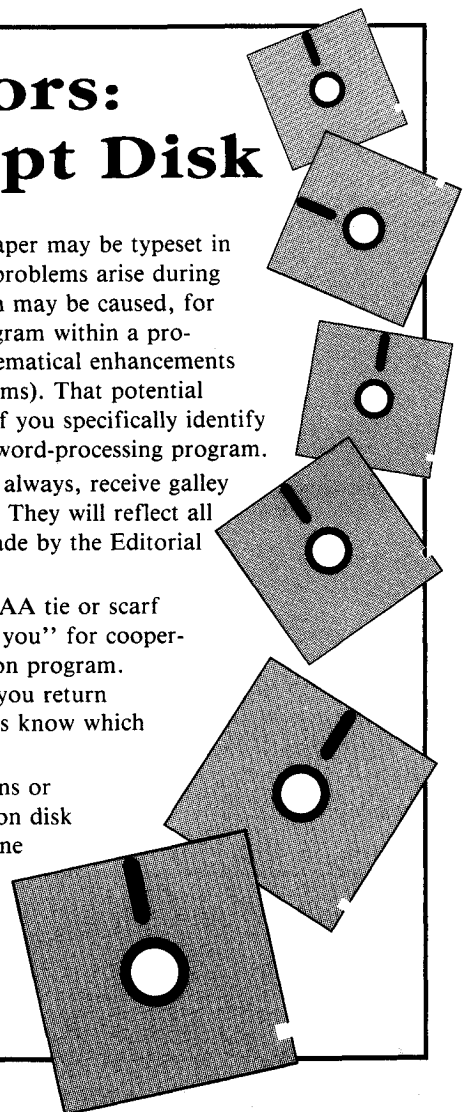 ors:
pt Disk
aper may be typeset in
problems arise during
n may be caused, for
gram within a pro-
ematical enhancements
ms). That potential
f you specifically identify
word-processing program.
always, receive galley
They will reflect all
ade by the Editorial
AA tie or scarf
you" for cooper-
on program.
you return
s know which
ns or
on disk
ne